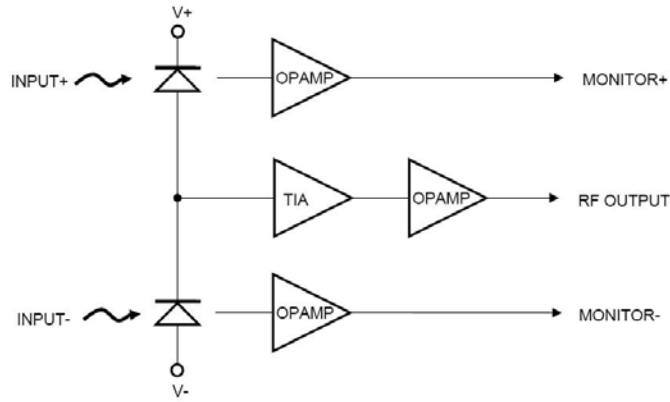 V+
INPUT+
OPAMP
MONITOR+
TIA
OPAMP
RF OUTPUT
INPUT-
OPAMP
MONITOR-
V-